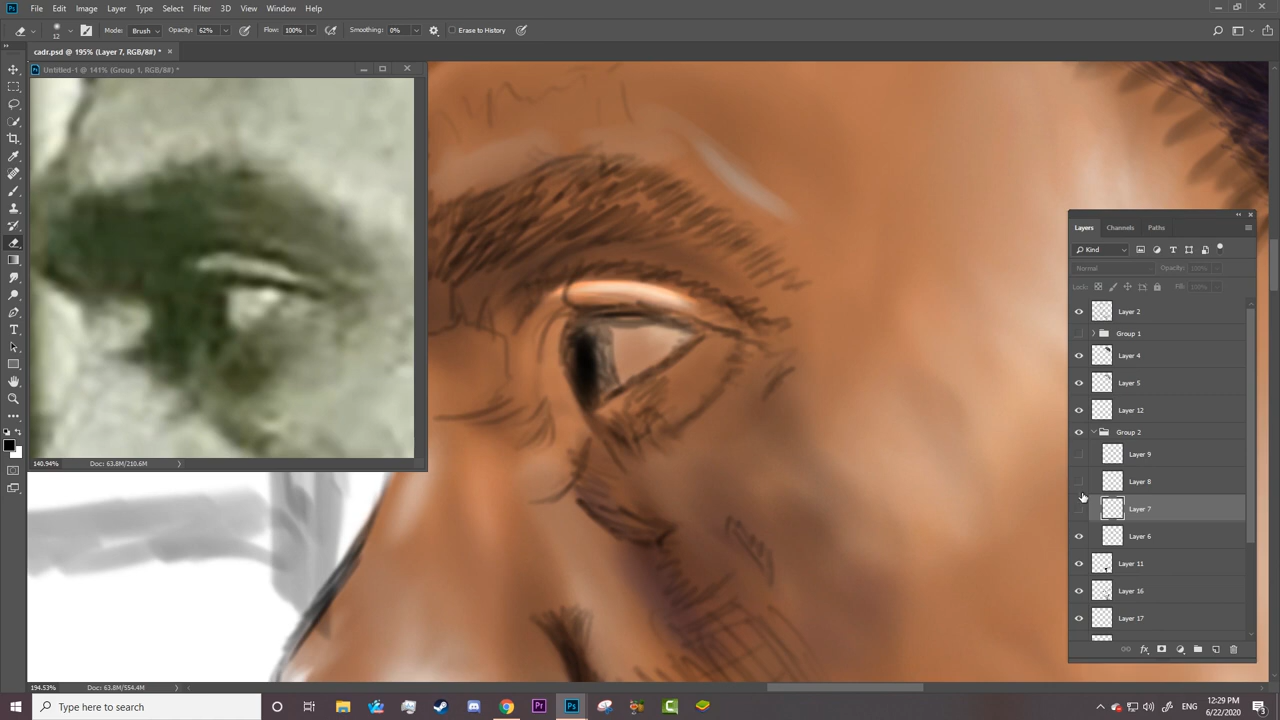 File Edit Image Layer Type Select Filter 3D View Window Help
12 Mode: Brush Opacity: 62% Flow: 100% Smoothing: 0% Erase to History
cadr.psd @ 195% (Layer 7, RGB/8#) * ×
Untitled-1 @ 141% (Group 1, RGB/8#) *
140.94% Doc: 63.8M/210.6M
Layers Channels Paths
Kind
Normal Opacity: 100%
Lock: Fill: 100%
Layer 2
Group 1
Layer 4
Layer 5
Layer 12
Group 2
Layer 9
Layer 8
Layer 7
Layer 6
Layer 11
Layer 16
Layer 17
194.53% Doc: 63.8M/554.4M
Type here to search
12:29 PM
6/22/2020